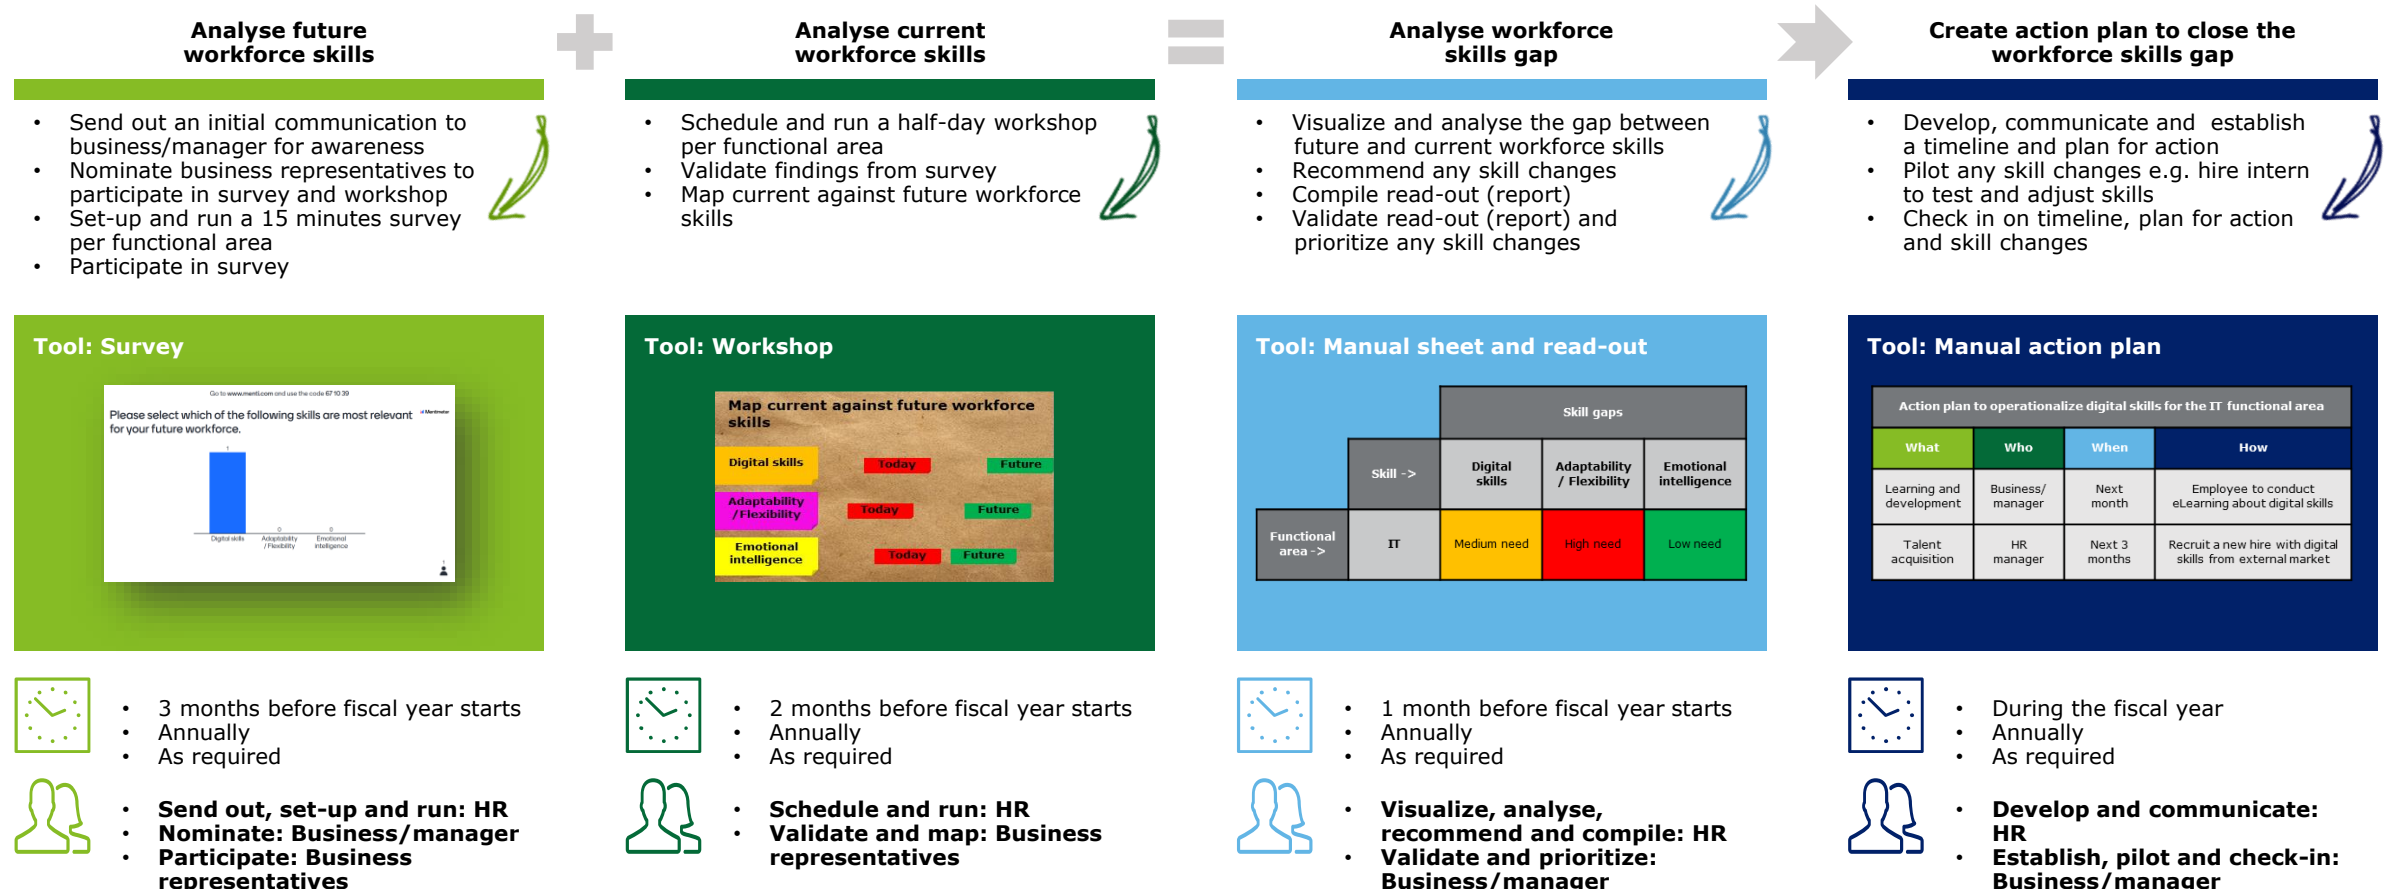 Analyse future
workforce skills
• Send out an initial communication to
business/manager for awareness
• Nominate business representatives to
participate in survey and workshop
• Set-up and run a 15 minutes survey
per functional area
• Participate in survey
Tool: Survey
Go to www.menti.com and use the code 67 10 39
Please select which of the following skills are most relevant
for your future workforce.
Mentimeter
1
0
0
Digital skills
Adaptability
/ Flexibility
Emotional
intelligence
1
• 3 months before fiscal year starts
• Annually
• As required
• Send out, set-up and run: HR
• Nominate: Business/manager
• Participate: Business
representatives
Analyse current
workforce skills
• Schedule and run a half-day workshop
per functional area
• Validate findings from survey
• Map current against future workforce
skills
Tool: Workshop
Map current against future workforce
skills
Digital skills
Today
Future
Adaptability
/Flexibility
Today
Future
Emotional
intelligence
Today
Future
• 2 months before fiscal year starts
• Annually
• As required
• Schedule and run: HR
• Validate and map: Business
representatives
Analyse workforce
skills gap
• Visualize and analyse the gap between
future and current workforce skills
• Recommend any skill changes
• Compile read-out (report)
• Validate read-out (report) and
prioritize any skill changes
Tool: Manual sheet and read-out
Skill gaps
Skill ->
Digital
skills
Adaptability
/ Flexibility
Emotional
intelligence
Functional
area ->
IT
Medium need
High need
Low need
• 1 month before fiscal year starts
• Annually
• As required
• Visualize, analyse,
recommend and compile: HR
• Validate and prioritize:
Business/manager
Create action plan to close the
workforce skills gap
• Develop, communicate and establish
a timeline and plan for action
• Pilot any skill changes e.g. hire intern
to test and adjust skills
• Check in on timeline, plan for action
and skill changes
Tool: Manual action plan
Action plan to operationalize digital skills for the IT functional area
What
Who
When
How
Learning and
development
Business/
manager
Next
month
Employee to conduct
eLearning about digital skills
Talent
acquisition
HR
manager
Next 3
months
Recruit a new hire with digital
skills from external market
• During the fiscal year
• Annually
• As required
• Develop and communicate:
HR
• Establish, pilot and check-in:
Business/manager